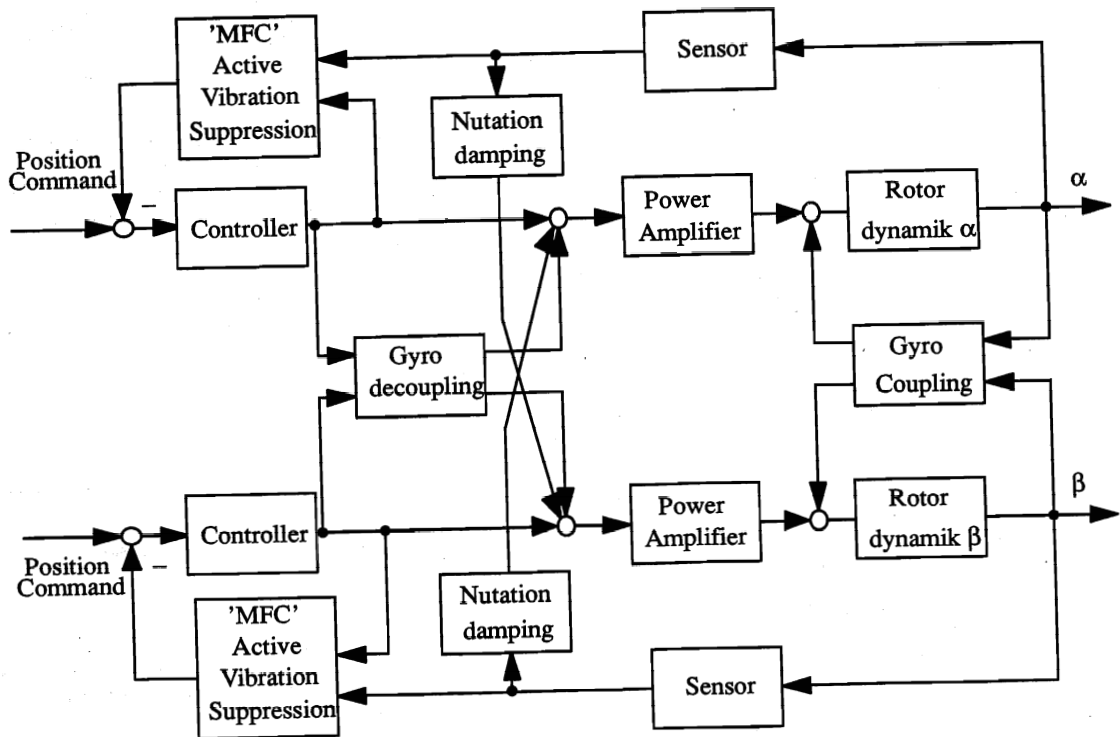 'MFC'
Active
Vibration
Suppression
Sensor
Nutation
damping
Position
Command
–
Controller
Power
Amplifier
Rotor
dynamik α
α
Gyro
decoupling
Gyro
Coupling
Controller
Power
Amplifier
Rotor
dynamik β
β
Position
Command
–
Nutation
damping
'MFC'
Active
Vibration
Suppression
Sensor